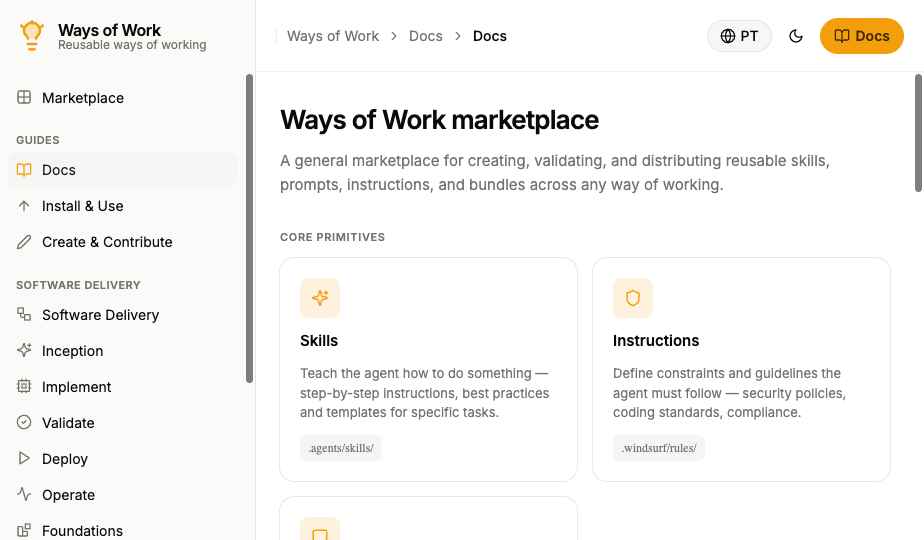 Ways of Work
Reusable ways of working
Marketplace
GUIDES
Docs
Install & Use
Create & Contribute
SOFTWARE DELIVERY
Software Delivery
Inception
Implement
Validate
Deploy
Operate
Foundations
Ways of Work > Docs > Docs
PT
Docs
Ways of Work marketplace
A general marketplace for creating, validating, and distributing reusable skills,
prompts, instructions, and bundles across any way of working.
CORE PRIMITIVES
Skills
Teach the agent how to do something —
step-by-step instructions, best practices
and templates for specific tasks.
.agents/skills/
Instructions
Define constraints and guidelines the
agent must follow — security policies,
coding standards, compliance.
.windsurf/rules/